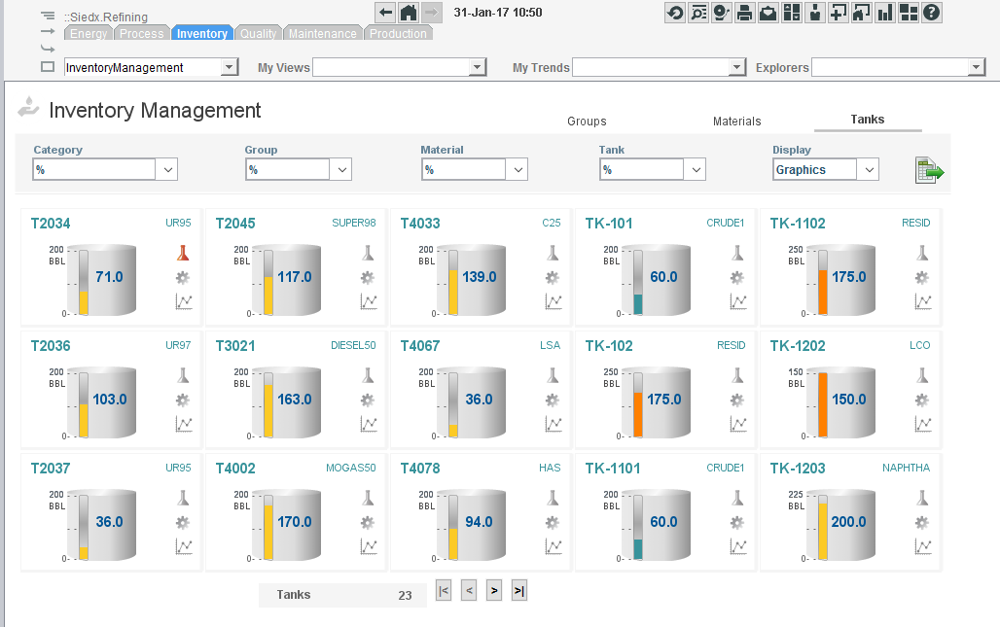 ::Siedx.Refining
31-Jan-17 10:50
Energy Process Inventory Quality Maintenance Production
InventoryManagement My Views My Trends Explorers
Inventory Management
Groups Materials Tanks
Category Group Material Tank Display
% % % % Graphics
T2034 UR95 T2045 SUPER98 T4033 C25 TK-101 CRUDE1 TK-1102 RESID
200 200 200 200 250
BBL BBL BBL BBL BBL
71.0 117.0 139.0 60.0 175.0
0- 0- 0- 0- 0-
T2036 UR97 T3021 DIESEL50 T4067 LSA TK-102 RESID TK-1202 LCO
200 200 200 250 150
BBL BBL BBL BBL BBL
103.0 163.0 36.0 175.0 150.0
0- 0- 0- 0- 0-
T2037 UR95 T4002 MOGAS50 T4078 HAS TK-1101 CRUDE1 TK-1203 NAPHTHA
200 200 200 200 225
BBL BBL BBL BBL BBL
36.0 170.0 94.0 60.0 200.0
0- 0- 0- 0- 0-
Tanks 23 |< < > >|